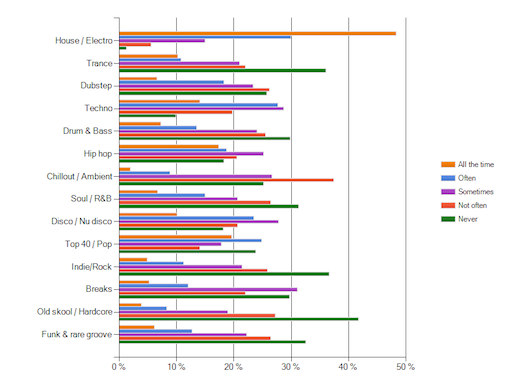 House / Electro
Trance
Dubstep
Techno
Drum & Bass
Hip hop
Chillout / Ambient
Soul / R&B
Disco / Nu disco
Top 40 / Pop
Indie/Rock
Breaks
Old skool / Hardcore
Funk & rare groove
0 % 10 % 20 % 30 % 40 % 50 %
All the time
Often
Sometimes
Not often
Never